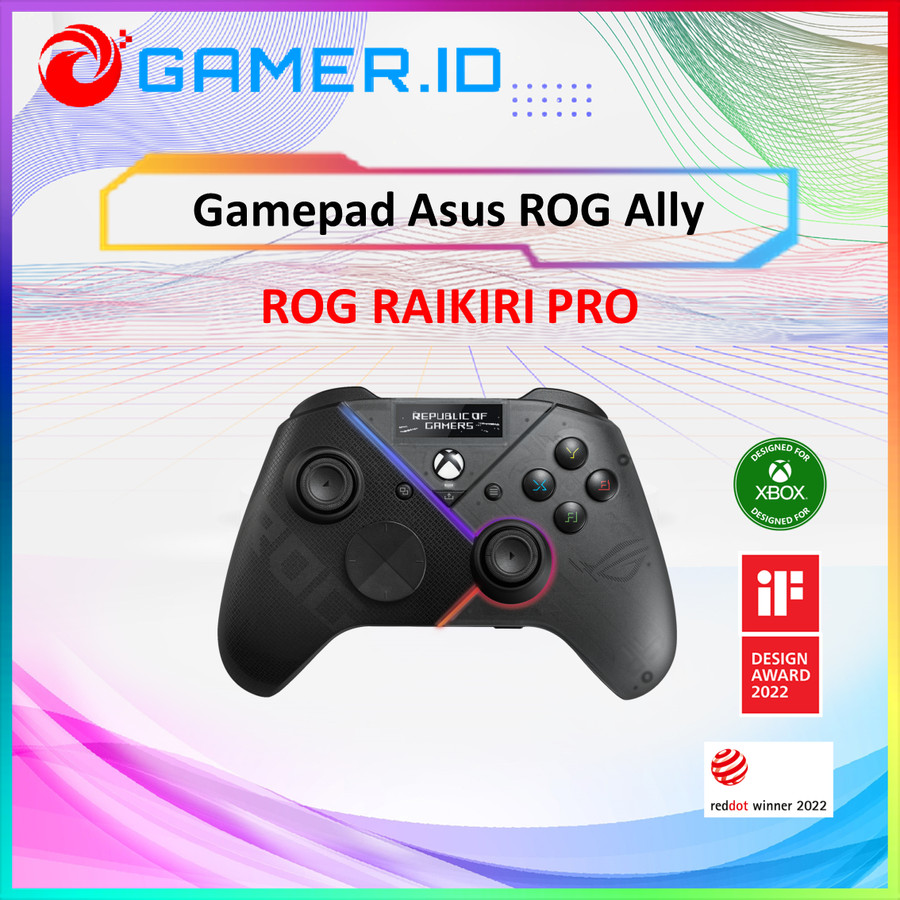 GAMER.ID
Gamepad Asus ROG Ally
ROG RAIKIRI PRO
REPUBLIC OF
GAMERS
Y
X
B
A
ROG
DESIGNED FOR
XBOX
DESIGNED FOR
iF
DESIGN
AWARD
2022
reddot winner 2022